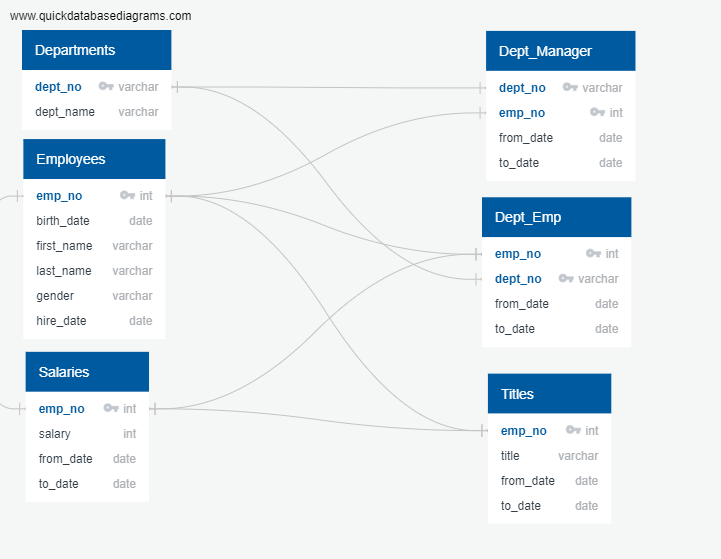 www.quickdatabasediagrams.com
Departments
dept_no varchar
dept_name varchar
Employees
emp_no int
birth_date date
first_name varchar
last_name varchar
gender varchar
hire_date date
Salaries
emp_no int
salary int
from_date date
to_date date
Dept_Manager
dept_no varchar
emp_no int
from_date date
to_date date
Dept_Emp
emp_no int
dept_no varchar
from_date date
to_date date
Titles
emp_no int
title varchar
from_date date
to_date date